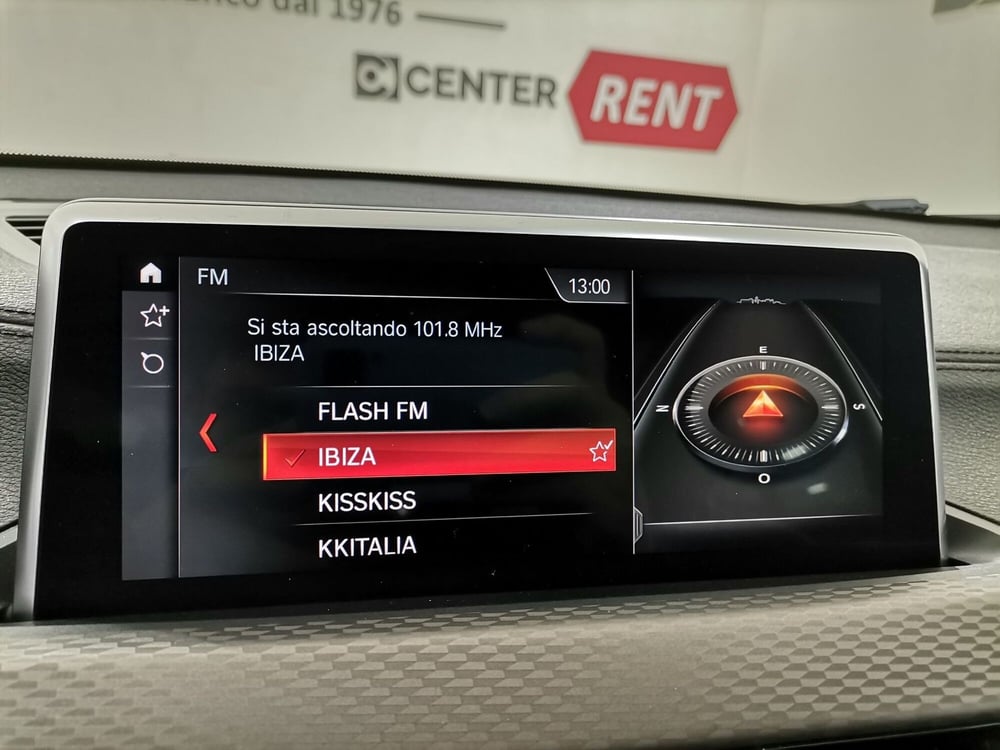 dal 1976
CENTER RENT
FM
13:00
Si sta ascoltando 101.8 MHz
IBIZA
FLASH FM
IBIZA
KISSKISS
KKITALIA
E
N
S
O